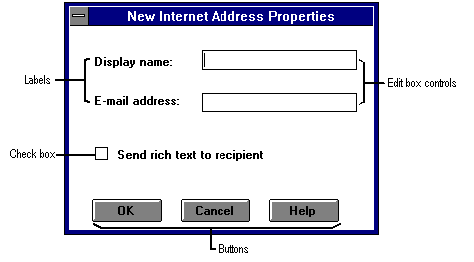 New Internet Address Properties
Display name:
Labels
Edit box controls
E-mail address:
Check box
Send rich text to recipient
OK Cancel Help
Buttons